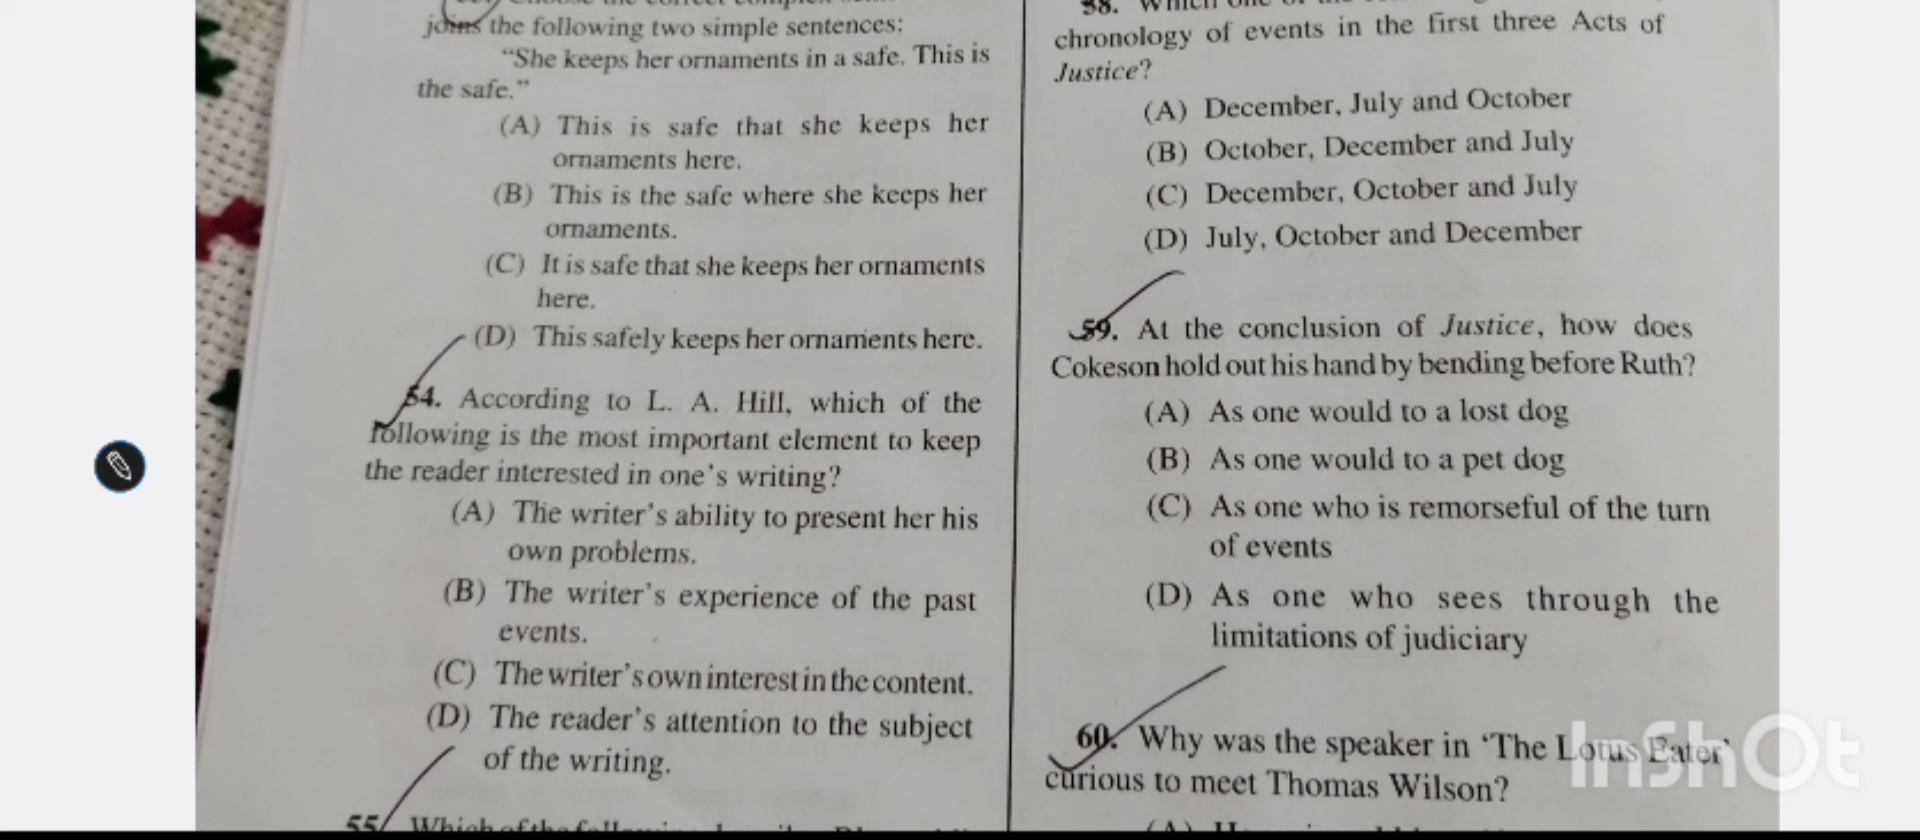 joins the following two simple sentences:
"She keeps her ornaments in a safe. This is
the safe."
(A) This is safe that she keeps her
ornaments here.
(B) This is the safe where she keeps her
ornaments.
(C) It is safe that she keeps her ornaments
here.
(D) This safely keeps her ornaments here.
54. According to L. A. Hill, which of the
following is the most important element to keep
the reader interested in one's writing?
(A) The writer's ability to present her his
own problems.
(B) The writer's experience of the past
events.
(C) The writer's own interest in the content.
(D) The reader's attention to the subject
of the writing.
55. Which of the
58. Which one of the
chronology of events in the first three Acts of
Justice?
(A) December, July and October
(B) October, December and July
(C) December, October and July
(D) July, October and December
59. At the conclusion of Justice, how does
Cokeson hold out his hand by bending before Ruth?
(A) As one would to a lost dog
(B) As one would to a pet dog
(C) As one who is remorseful of the turn
of events
(D) As one who sees through the
limitations of judiciary
60. Why was the speaker in 'The Lotus Eater'
curious to meet Thomas Wilson?
(A)
InShOt